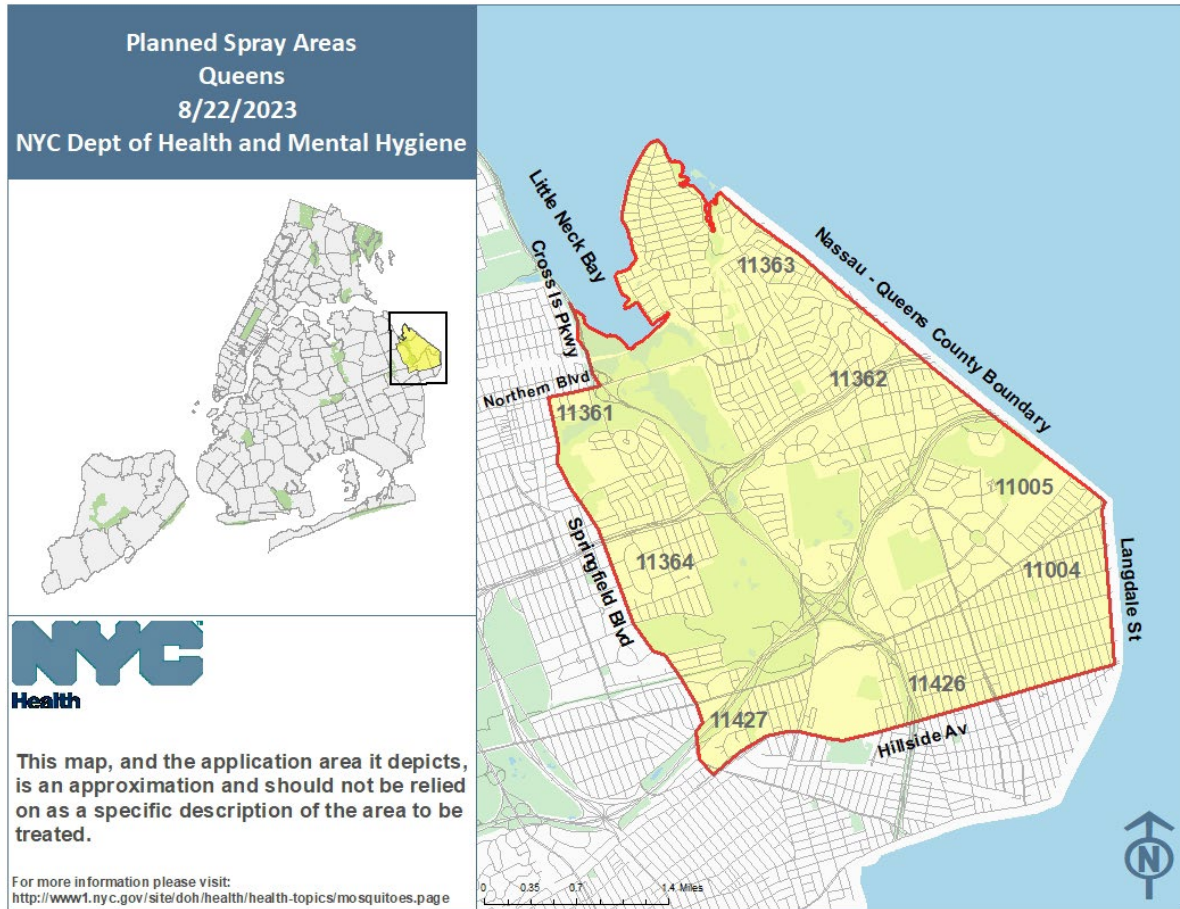 Planned Spray Areas
Queens
8/22/2023
NYC Dept of Health and Mental Hygiene
NYC
Health
This map, and the application area it depicts,
is an approximation and should not be relied
on as a specific description of the area to be
treated.
For more information please visit:
http://www1.nyc.gov/site/doh/health/health-topics/mosquitoes.page
Little Neck Bay
Cross Is Pkwy
Nassau - Queens County Boundary
11363
11362
Northern Blvd
11361
11005
Springfield Blvd
11364
11004
Langdale St
11426
11427
Hillside Av
0 0.35 0.7 1.4 Miles
N